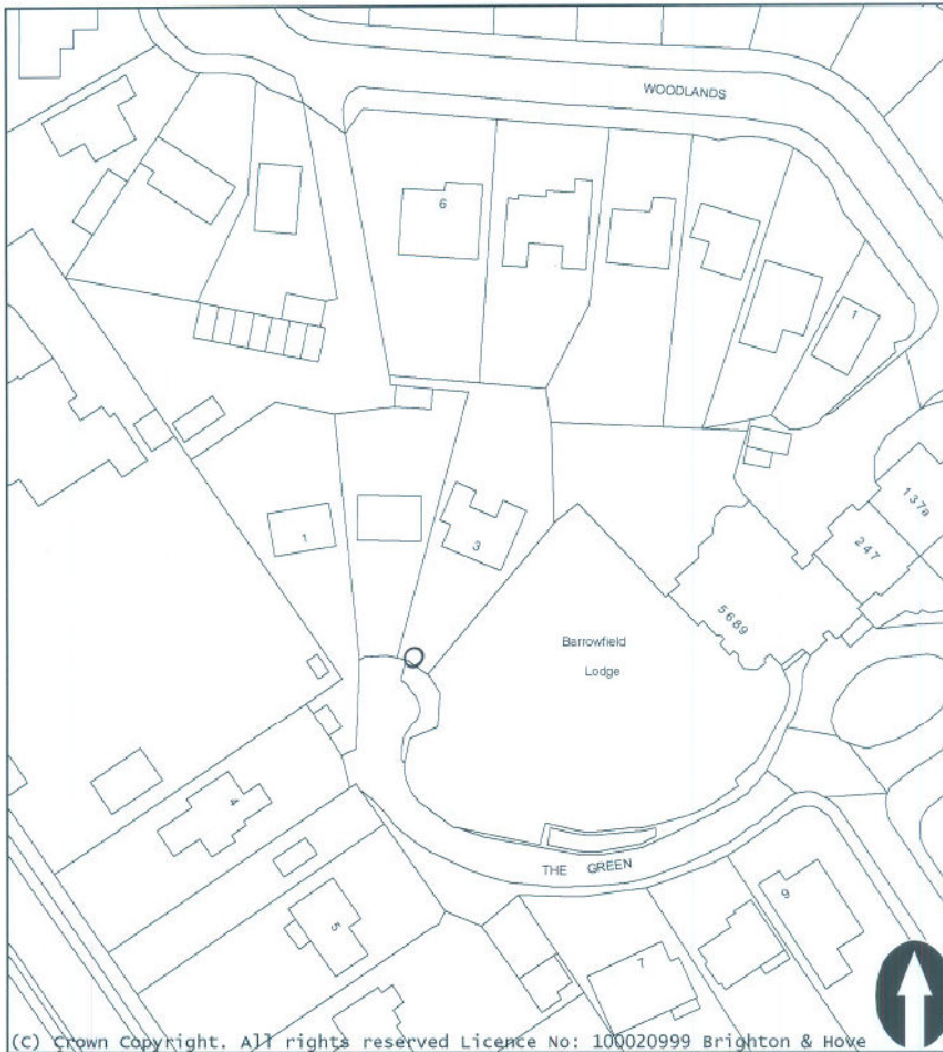 WOODLANDS
6
1
137a
247
1
3
5689
Barrowfield
Lodge
4
THE GREEN
5
7
9
(C) Crown Copyright. All rights reserved Licence No: 100020999 Brighton & Hove